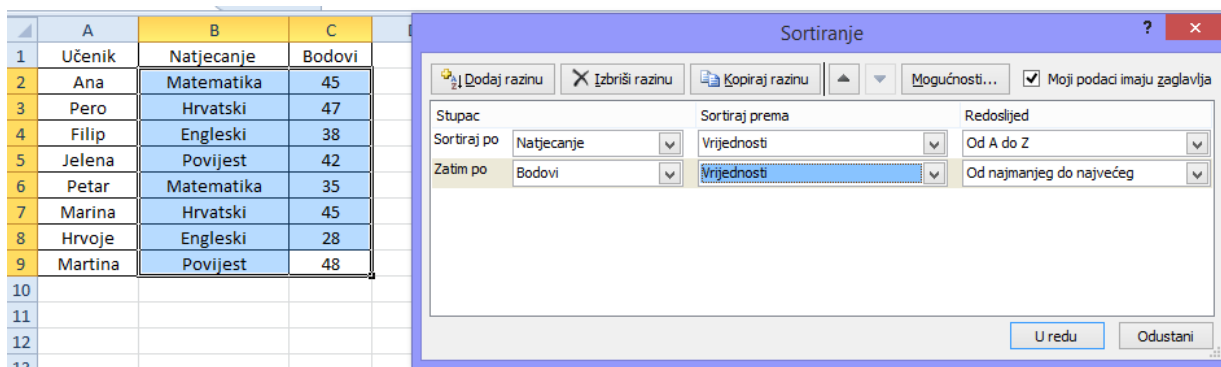 A B C
1 Učenik Natjecanje Bodovi
2 Ana Matematika 45
3 Pero Hrvatski 47
4 Filip Engleski 38
5 Jelena Povijest 42
6 Petar Matematika 35
7 Marina Hrvatski 45
8 Hrvoje Engleski 28
9 Martina Povijest 48
10
11
12
Sortiranje ?
Dodaj razinu Izbriši razinu Kopiraj razinu Mogućnosti... Moji podaci imaju zaglavlja
Stupac Sortiraj prema Redoslijed
Sortiraj po Natjecanje Vrijednosti Od A do Z
Zatim po Bodovi Vrijednosti Od najmanjeg do najvećeg
U redu Odustani